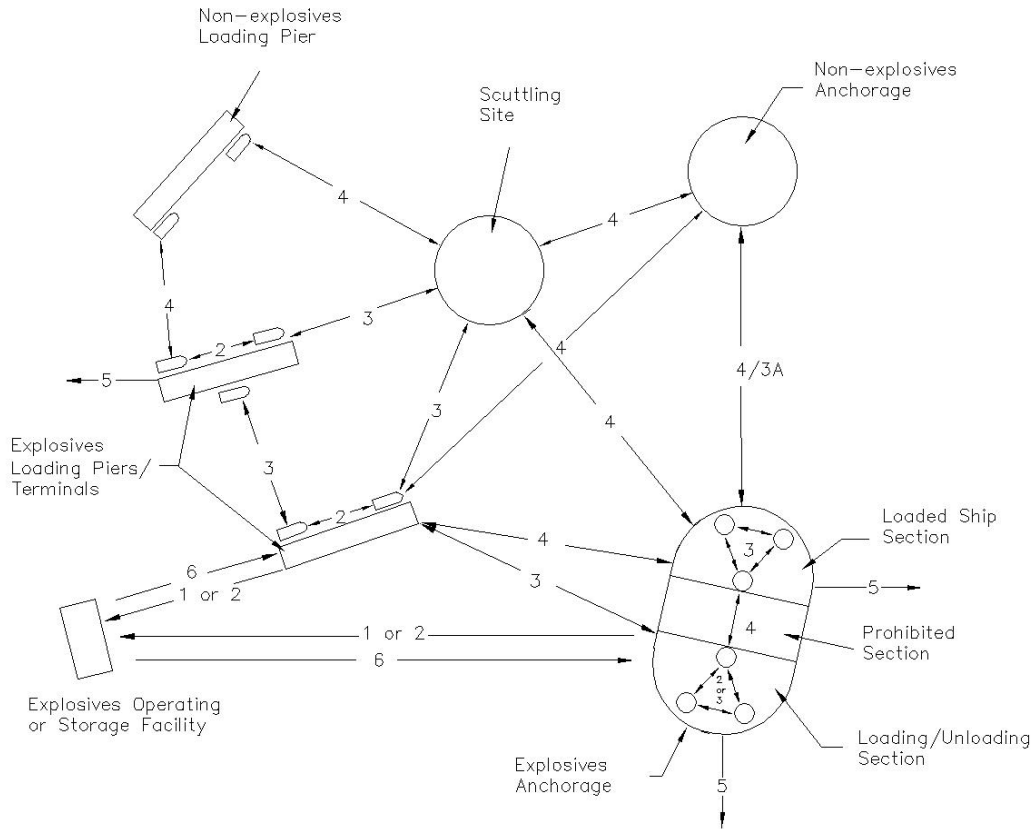 Non-explosives
Loading Pier
Non-explosives
Anchorage
Scuttling
Site
4
4
4
3
2
5
4
3
4
4/3A
Explosives
Loading Piers/
Terminals
3
2
4
3
6
1 or 2
1 or 2
6
Explosives Operating
or Storage Facility
Loaded Ship
Section
3
5
4
Prohibited
Section
2
or
3
Loading/Unloading
Section
Explosives
Anchorage
5